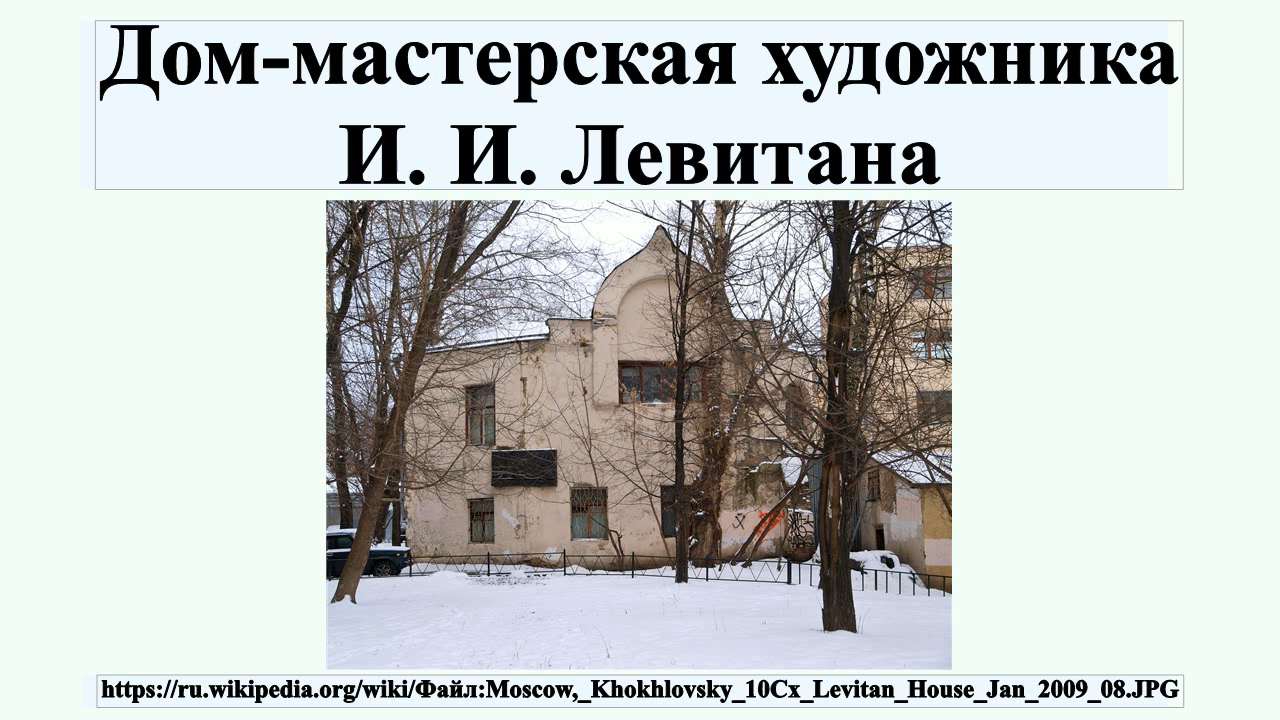 Дом-мастерская художника
И. И. Левитана
https://ru.wikipedia.org/wiki/Файл:Moscow,_Khokhlovsky_10Cx_Levitan_House_Jan_2009_08.JPG